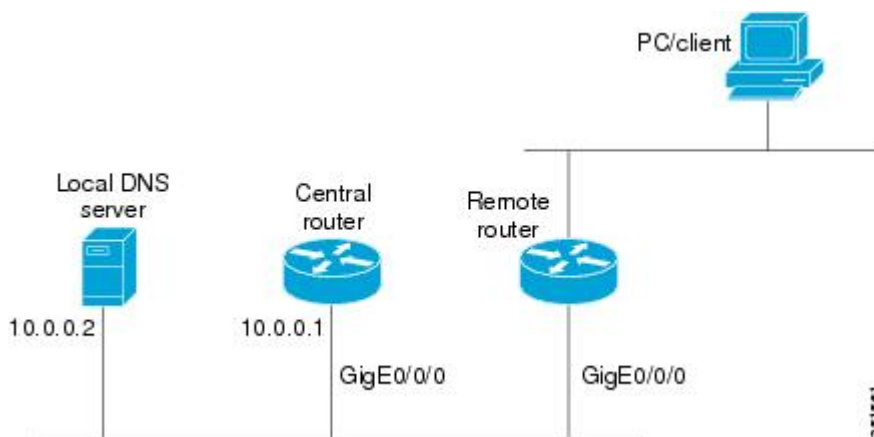 PC/client
Local DNS
server
Central
router
Remote
router
10.0.0.2
10.0.0.1
GigE0/0/0
GigE0/0/0